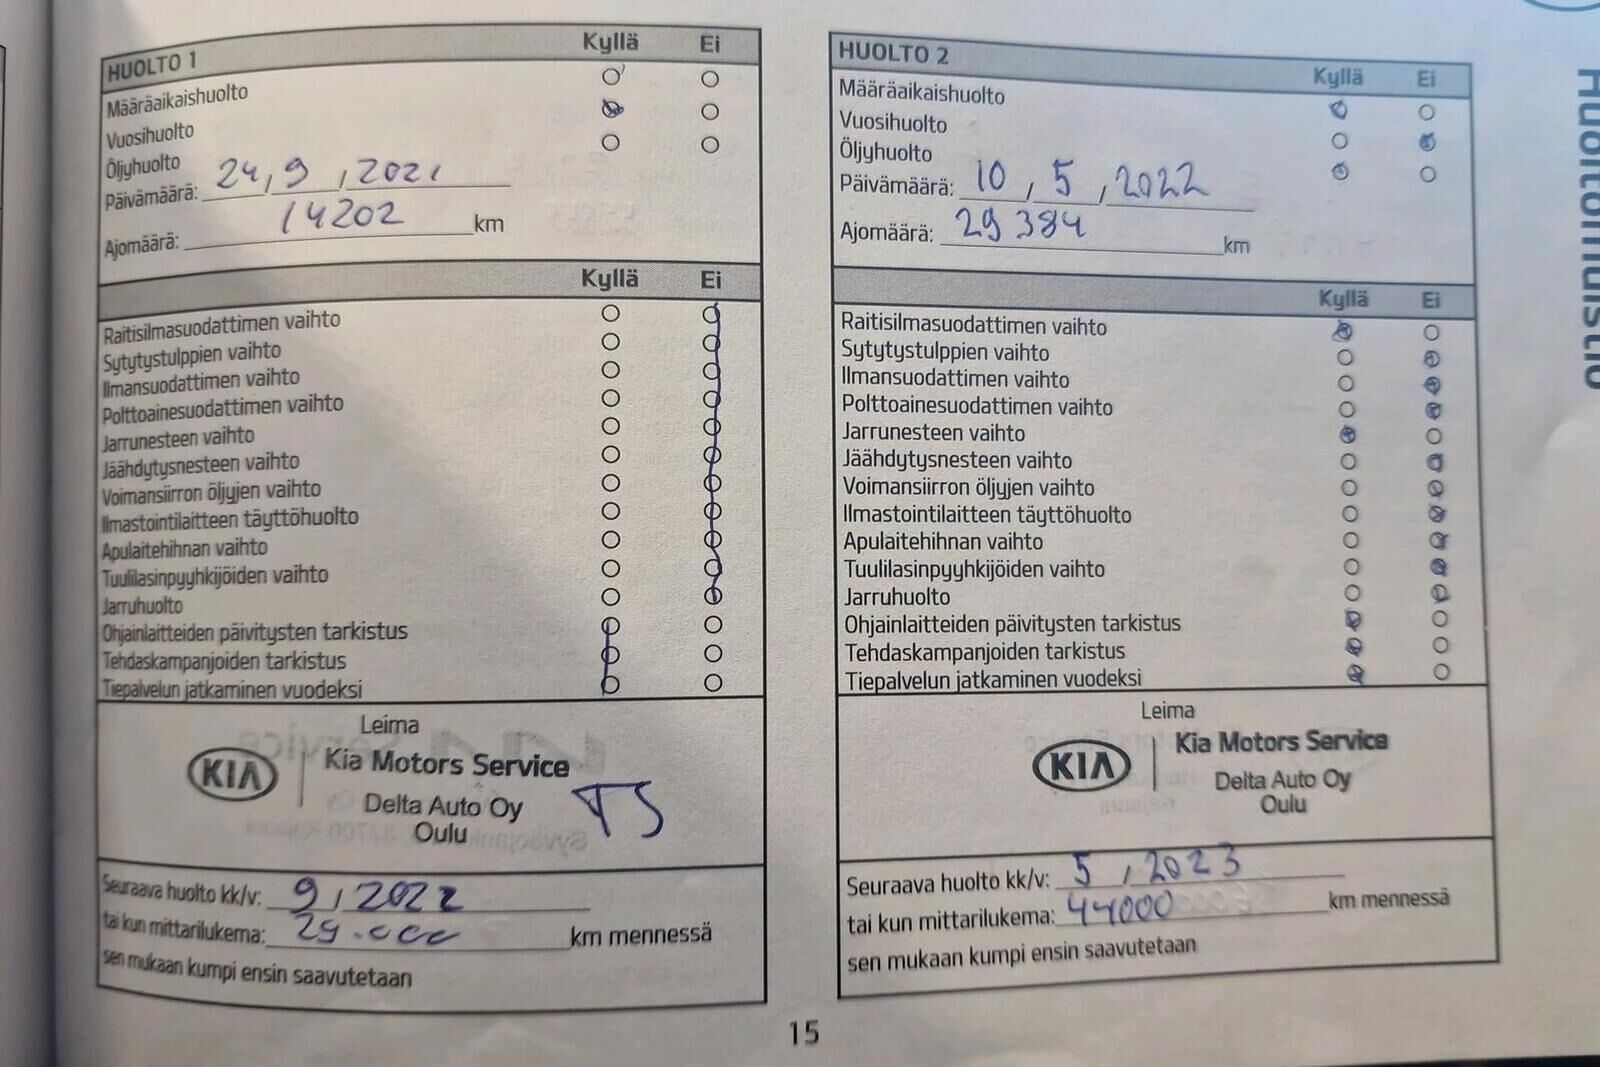 HUOLTO 1 Kyllä Ei
Määräaikaishuolto
Vuosihuolto
Öljyhuolto
Päivämäärä: 24, 9, 2021
Ajomäärä: 14202 km
Kyllä Ei
Raitisilmasuodattimen vaihto
Sytytystulppien vaihto
Ilmansuodattimen vaihto
Polttoainesuodattimen vaihto
Jarrunesteen vaihto
Jäähdytysnesteen vaihto
Voimansiirron öljyjen vaihto
Ilmastointilaitteen täyttöhuolto
Apulaitehihnan vaihto
Tuulilasinpyyhkijöiden vaihto
Jarruhuolto
Ohjainlaitteiden päivitysten tarkistus
Tehdaskampanjoiden tarkistus
Tiepalvelun jatkaminen vuodeksi
Leima
KIA Kia Motors Service
Delta Auto Oy TS
Oulu
Seuraava huolto kk/v: 9, 2022
tai kun mittarilukema: 29.000 km mennessä
sen mukaan kumpi ensin saavutetaan
HUOLTO 2 Kyllä Ei
Määräaikaishuolto
Vuosihuolto
Öljyhuolto
Päivämäärä: 10, 5, 2022
Ajomäärä: 29 384 km
Kyllä Ei
Raitisilmasuodattimen vaihto
Sytytystulppien vaihto
Ilmansuodattimen vaihto
Polttoainesuodattimen vaihto
Jarrunesteen vaihto
Jäähdytysnesteen vaihto
Voimansiirron öljyjen vaihto
Ilmastointilaitteen täyttöhuolto
Apulaitehihnan vaihto
Tuulilasinpyyhkijöiden vaihto
Jarruhuolto
Ohjainlaitteiden päivitysten tarkistus
Tehdaskampanjoiden tarkistus
Tiepalvelun jatkaminen vuodeksi
Leima
KIA Kia Motors Service
Delta Auto Oy
Oulu
Seuraava huolto kk/v: 5, 2023
tai kun mittarilukema: 44000 km mennessä
sen mukaan kumpi ensin saavutetaan
15